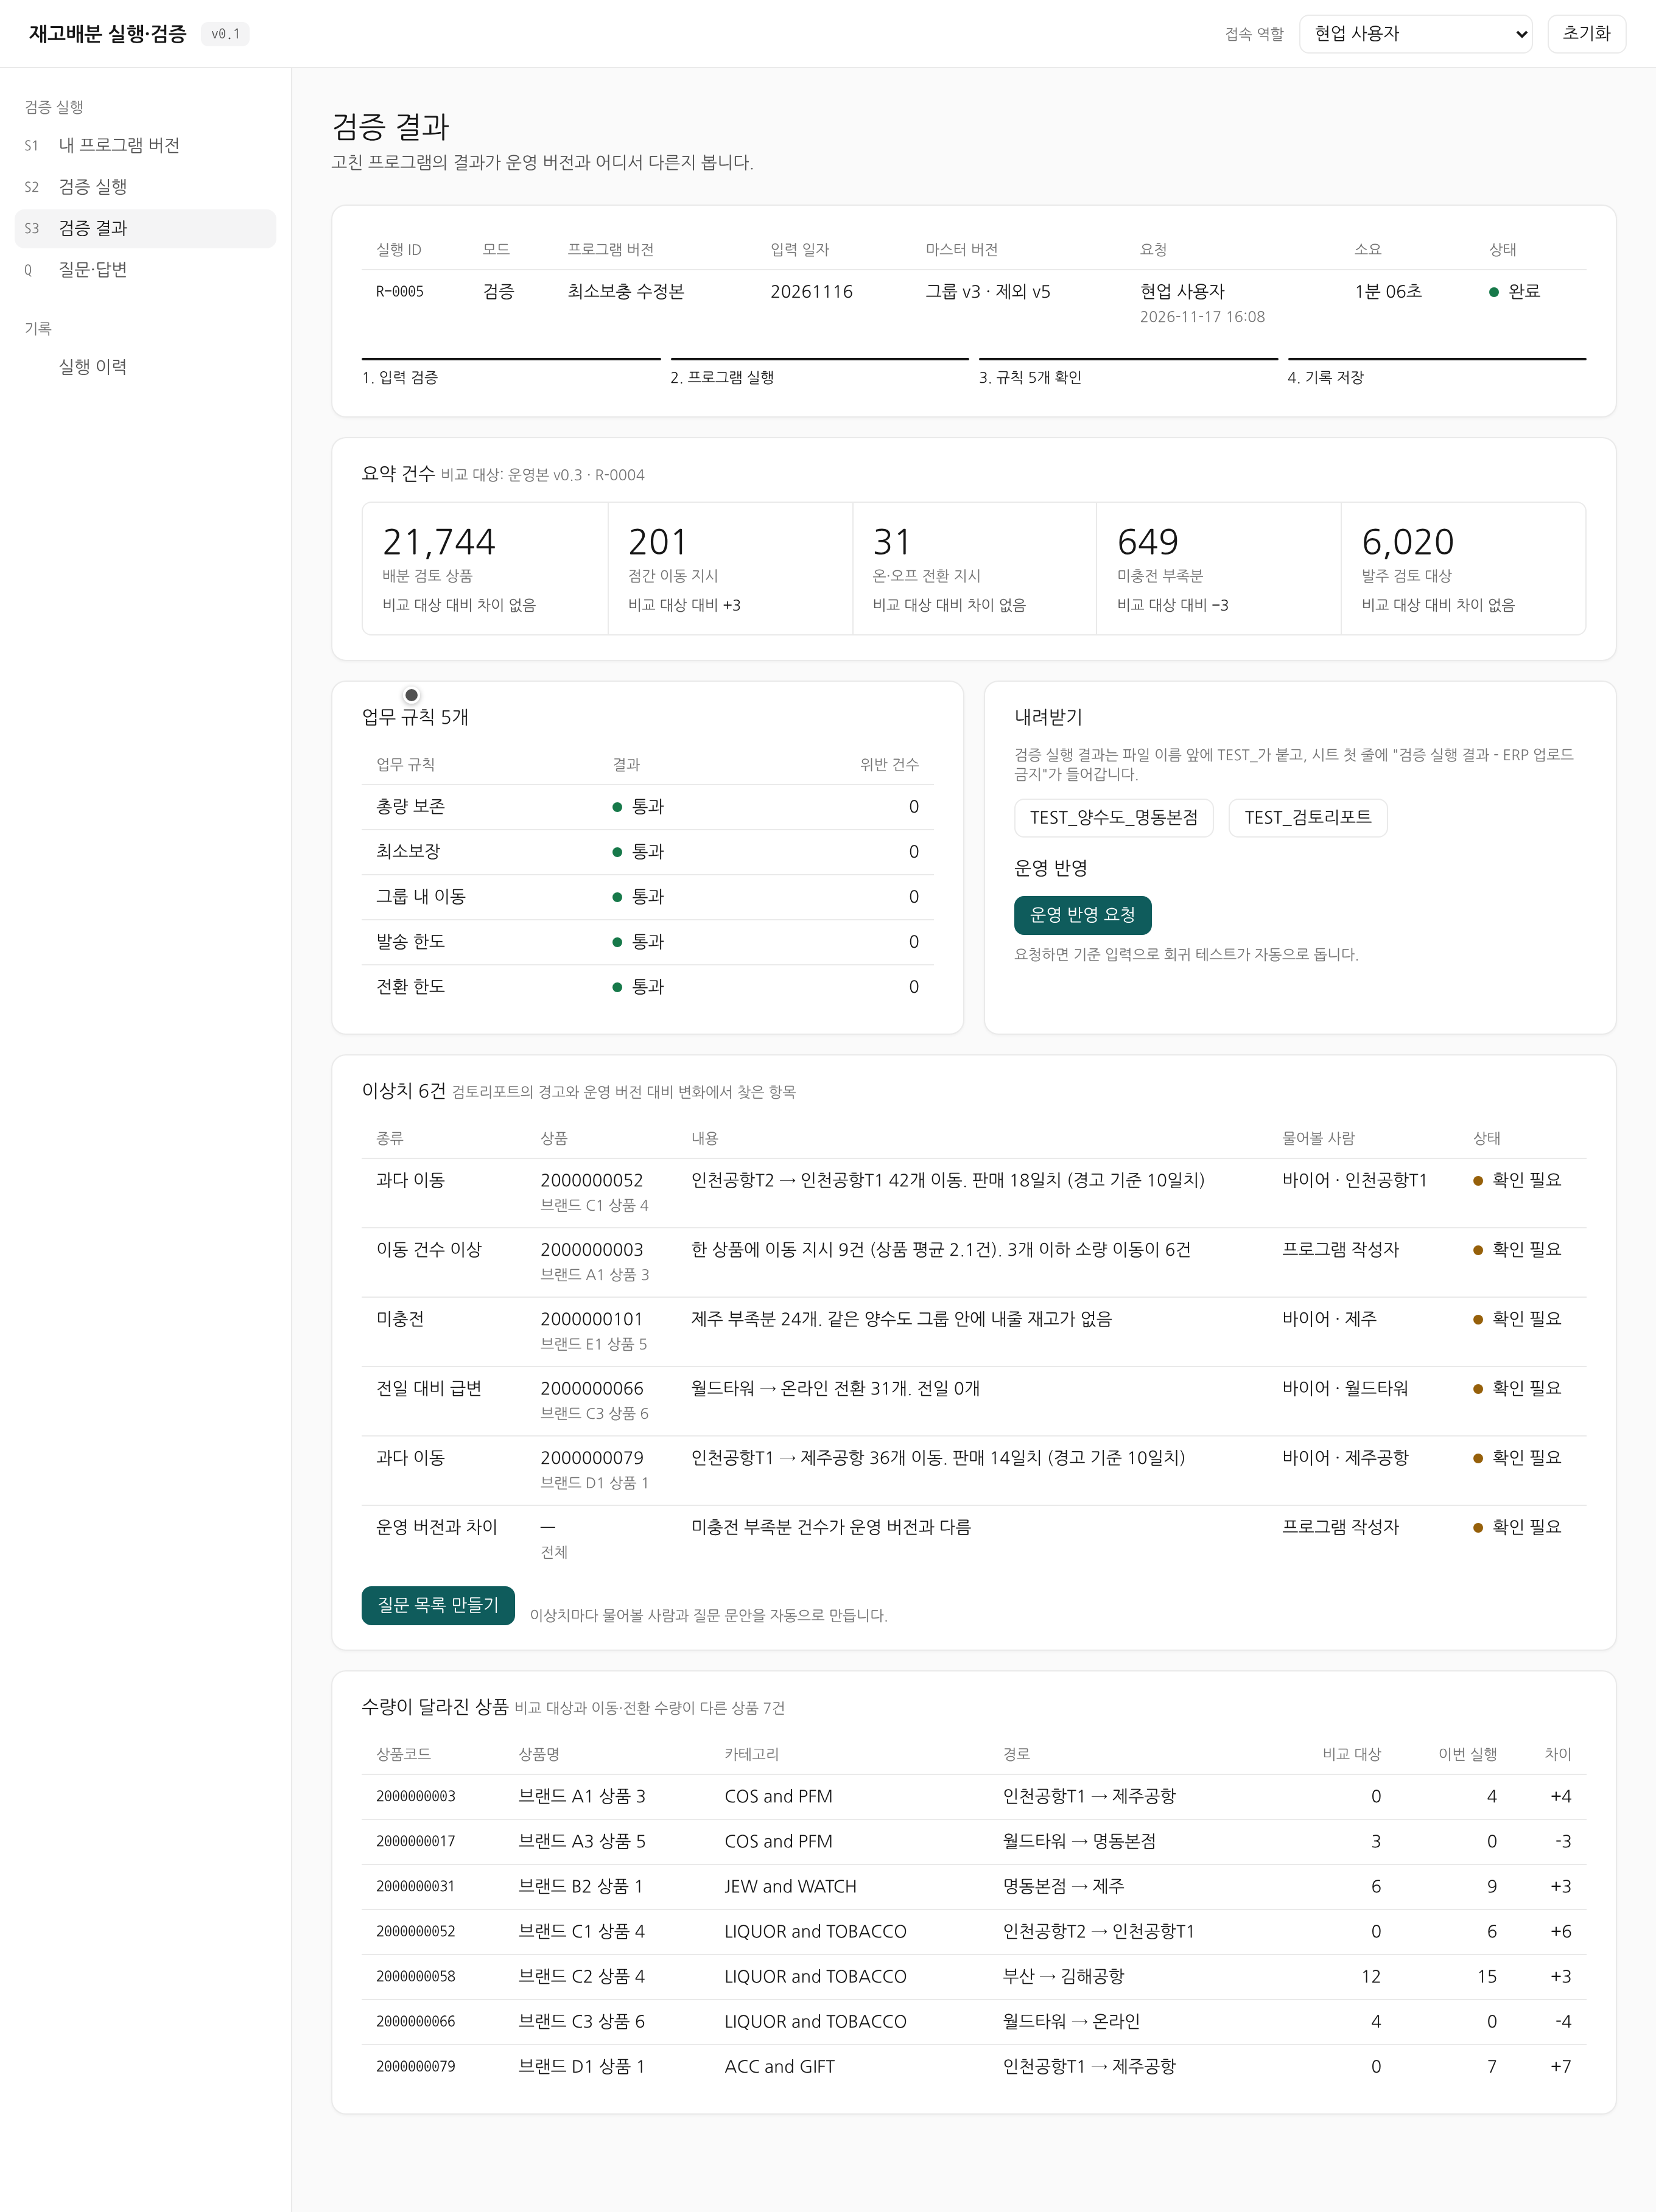 재고배분 실행·검증 v0.1
접속 역할 현업 사용자 초기화
검증 실행
S1 내 프로그램 버전
S2 검증 실행
S3 검증 결과
Q 질문·답변
기록
실행 이력
검증 결과
고친 프로그램의 결과가 운영 버전과 어디서 다른지 봅니다.
실행 ID 모드 프로그램 버전 입력 일자 마스터 버전 요청 소요 상태
R-0005 검증 최소보충 수정본 20261116 그룹 v3 · 제외 v5 현업 사용자 1분 06초 완료
2026-11-17 16:08
1. 입력 검증 2. 프로그램 실행 3. 규칙 5개 확인 4. 기록 저장
요약 건수 비교 대상: 운영본 v0.3 · R-0004
21,744 201 31 649 6,020
배분 검토 상품 점간 이동 지시 온·오프 전환 지시 미충전 부족분 발주 검토 대상
비교 대상 대비 차이 없음 비교 대상 대비 +3 비교 대상 대비 차이 없음 비교 대상 대비 −3 비교 대상 대비 차이 없음
업무 규칙 5개
업무 규칙 결과 위반 건수
총량 보존 통과 0
최소보장 통과 0
그룹 내 이동 통과 0
발송 한도 통과 0
전환 한도 통과 0
내려받기
검증 실행 결과는 파일 이름 앞에 TEST_가 붙고, 시트 첫 줄에 "검증 실행 결과 - ERP 업로드
금지"가 들어갑니다.
TEST_양수도_명동본점 TEST_검토리포트
운영 반영
운영 반영 요청
요청하면 기준 입력으로 회귀 테스트가 자동으로 돕니다.
이상치 6건 검토리포트의 경고와 운영 버전 대비 변화에서 찾은 항목
종류 상품 내용 물어볼 사람 상태
과다 이동 2000000052 인천공항T2 → 인천공항T1 42개 이동. 판매 18일치 (경고 기준 10일치) 바이어 · 인천공항T1 확인 필요
브랜드 C1 상품 4
이동 건수 이상 2000000003 한 상품에 이동 지시 9건 (상품 평균 2.1건). 3개 이하 소량 이동이 6건 프로그램 작성자 확인 필요
브랜드 A1 상품 3
미충전 2000000101 제주 부족분 24개. 같은 양수도 그룹 안에 내줄 재고가 없음 바이어 · 제주 확인 필요
브랜드 E1 상품 5
전일 대비 급변 2000000066 월드타워 → 온라인 전환 31개. 전일 0개 바이어 · 월드타워 확인 필요
브랜드 C3 상품 6
과다 이동 2000000079 인천공항T1 → 제주공항 36개 이동. 판매 14일치 (경고 기준 10일치) 바이어 · 제주공항 확인 필요
브랜드 D1 상품 1
운영 버전과 차이 — 미충전 부족분 건수가 운영 버전과 다름 프로그램 작성자 확인 필요
전체
질문 목록 만들기 이상치마다 물어볼 사람과 질문 문안을 자동으로 만듭니다.
수량이 달라진 상품 비교 대상과 이동·전환 수량이 다른 상품 7건
상품코드 상품명 카테고리 경로 비교 대상 이번 실행 차이
2000000003 브랜드 A1 상품 3 COS and PFM 인천공항T1 → 제주공항 0 4 +4
2000000017 브랜드 A3 상품 5 COS and PFM 월드타워 → 명동본점 3 0 -3
2000000031 브랜드 B2 상품 1 JEW and WATCH 명동본점 → 제주 6 9 +3
2000000052 브랜드 C1 상품 4 LIQUOR and TOBACCO 인천공항T2 → 인천공항T1 0 6 +6
2000000058 브랜드 C2 상품 4 LIQUOR and TOBACCO 부산 → 김해공항 12 15 +3
2000000066 브랜드 C3 상품 6 LIQUOR and TOBACCO 월드타워 → 온라인 4 0 -4
2000000079 브랜드 D1 상품 1 ACC and GIFT 인천공항T1 → 제주공항 0 7 +7